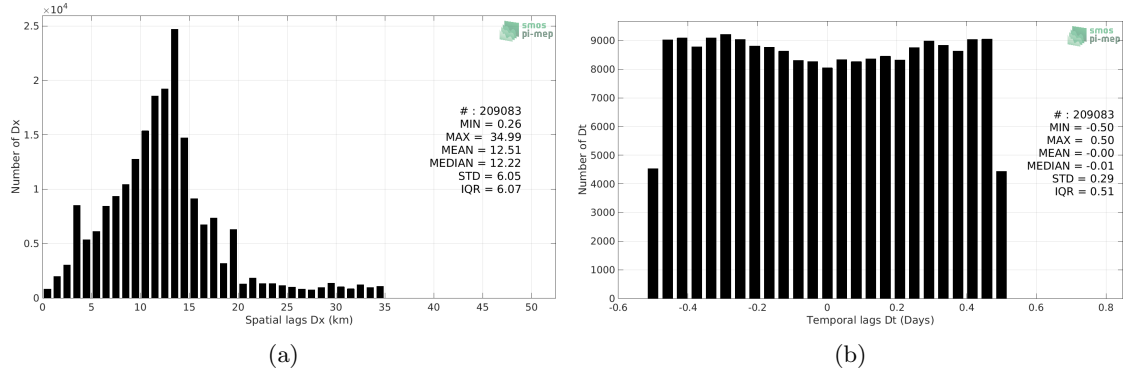 ×10⁴
2.5
2
1.5
1
0.5
0
Number of Dx
smos
pi-mep
# : 209083
MIN = 0.26
MAX = 34.99
MEAN = 12.51
MEDIAN = 12.22
STD = 6.05
IQR = 6.07
0 5 10 15 20 25 30 35 40 45 50
Spatial lags Dx (km)
(a)
9000
8000
7000
6000
5000
4000
3000
2000
1000
0
Number of Dt
smos
pi-mep
# : 209083
MIN = -0.50
MAX = 0.50
MEAN = -0.00
MEDIAN = -0.01
STD = 0.29
IQR = 0.51
-0.6 -0.4 -0.2 0 0.2 0.4 0.6 0.8
Temporal lags Dt (Days)
(b)